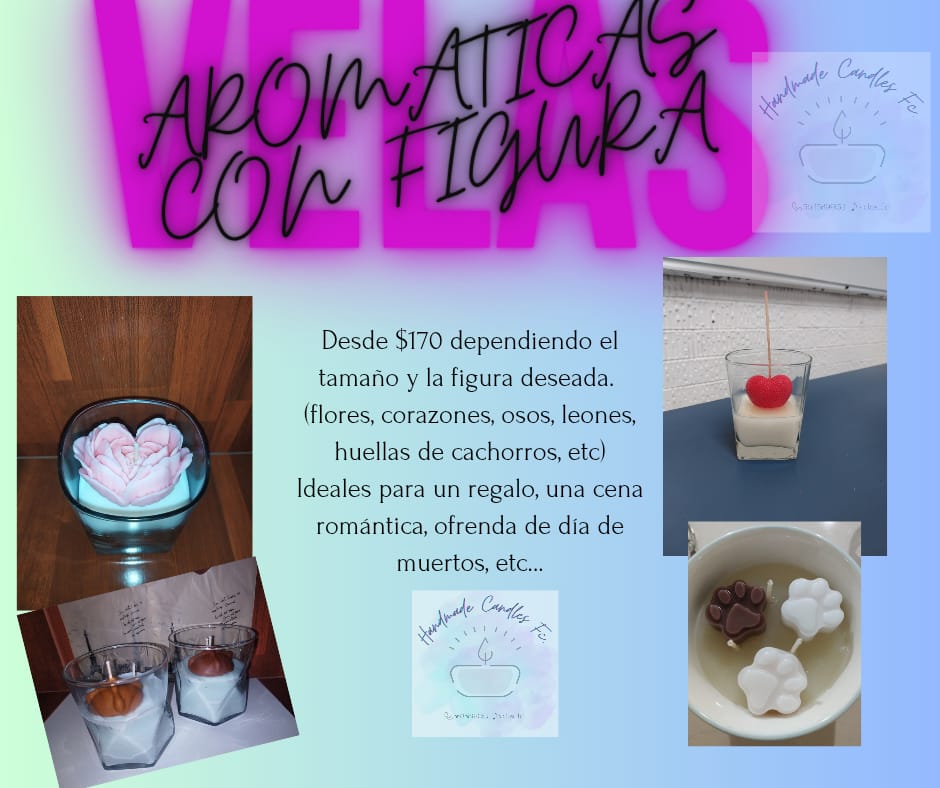 VELAS
AROMATICAS
CON FIGURA
Handmade Candles Fc.
Desde $170 dependiendo el
tamaño y la figura deseada.
(flores, corazones, osos, leones,
huellas de cachorros, etc)
Ideales para un regalo, una cena
romántica, ofrenda de día de
muertos, etc...
Handmade Candles Fc.